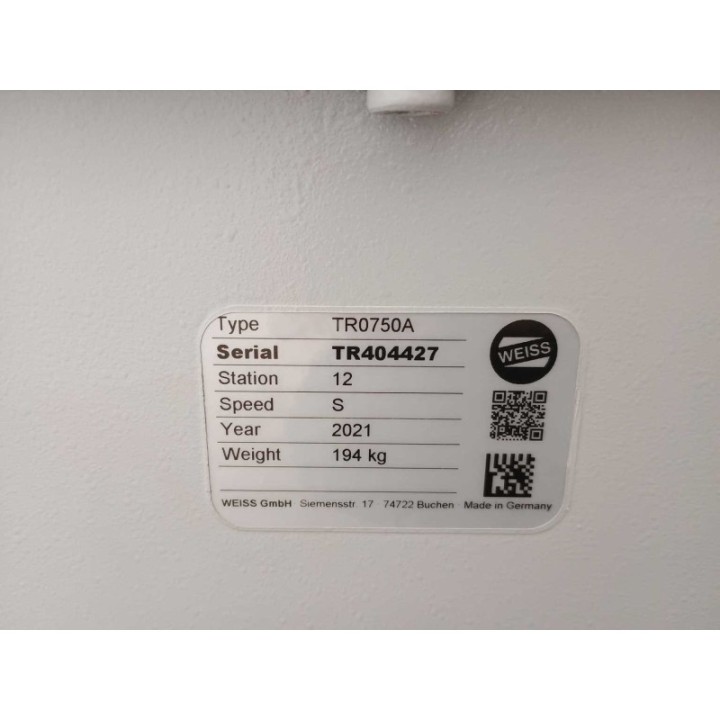 Type TR0750A
WEISS
Serial TR404427
Station 12
Speed S
Year 2021
Weight 194 kg
WEISS GmbH Siemensstr. 17 74722 Buchen Made in Germany